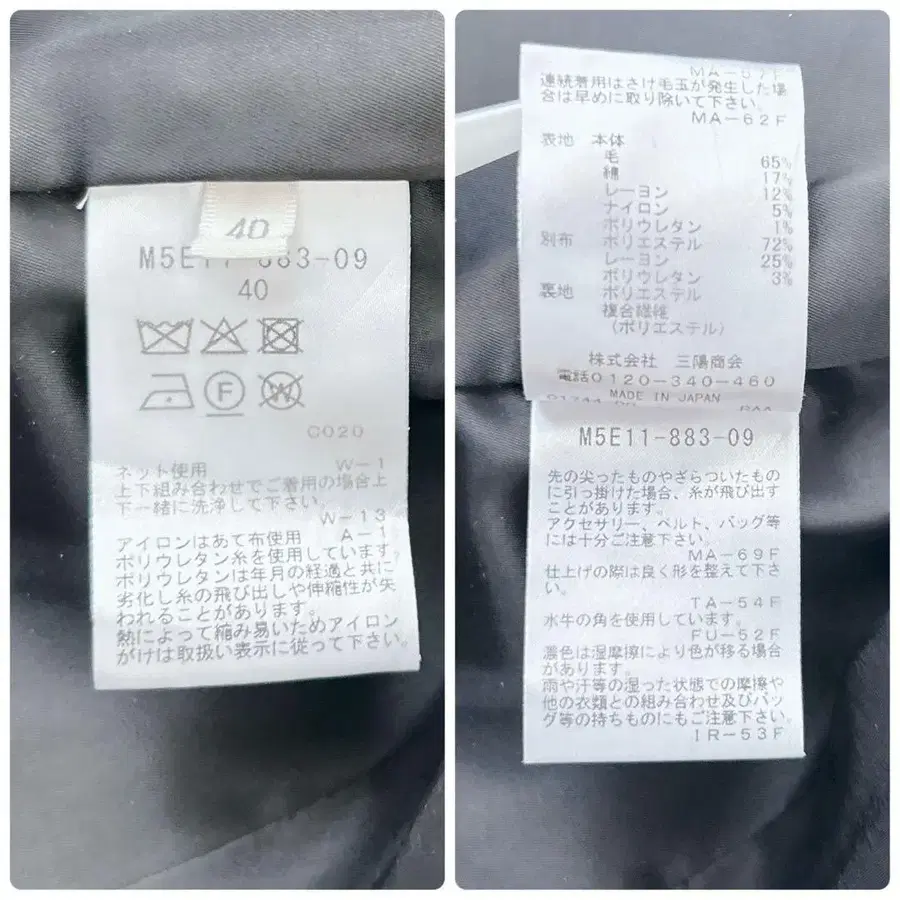 40
M5E11-883-09
40
F
W
C020
ネット使用 W-1
上下組み合わせでご着用の場合上
下一緒に洗浄して下さい。
W-13
アイロンはあて布使用 A-1
ポリウレタン糸を使用しています。
ポリウレタンは年月の経過と共に
劣化し糸の飛び出しや伸縮性が失
われることがあります。
熱によって縮み易いためアイロン
がけは取扱い表示に従って下さい。
MA-57F
連続着用はさけ毛玉が発生した場
合は早めに取り除いて下さい。
MA-62F
表地 本体
毛 65%
綿 17%
レーヨン 12%
ナイロン 5%
ポリウレタン 1%
別布 ポリエステル 72%
レーヨン 25%
ポリウレタン 3%
裏地 ポリエステル
複合繊維
(ポリエステル)
株式会社 三陽商会
電話0120-340-460
MADE IN JAPAN
M5E11-883-09
先の尖ったものやざらついたもの
に引っ掛けた場合、糸が飛び出す
ことがあります。
アクセサリー、ベルト、バッグ等
には十分ご注意下さい。
MA-69F
仕上げの際は良く形を整えて下さ
い。
TA-54F
水牛の角を使用しています。
FU-52F
濃色は湿摩擦により色が移る場合
があります。
雨や汗等の湿った状態での摩擦や
他の衣類との組み合わせ及びバッ
グ等の持ちものにもご注意下さい。
IR-53F